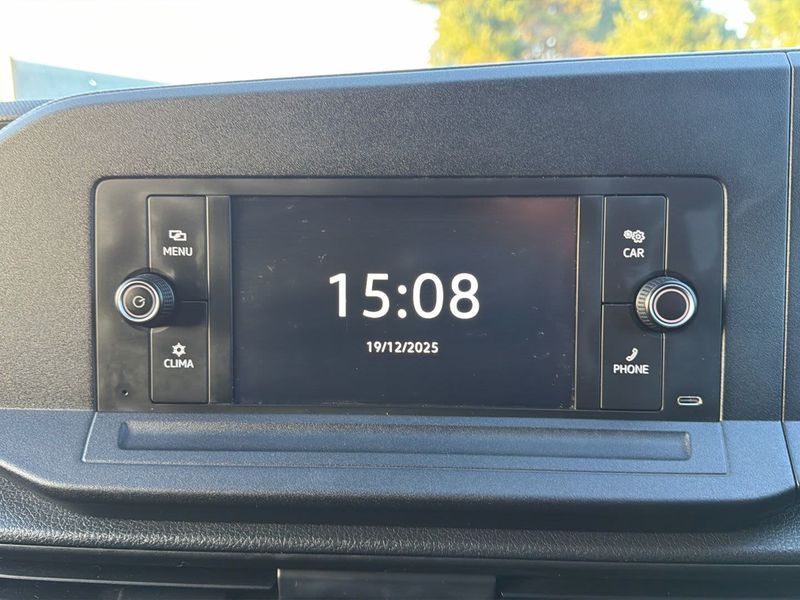 MENU
CAR
15:08
19/12/2025
CLIMA
PHONE